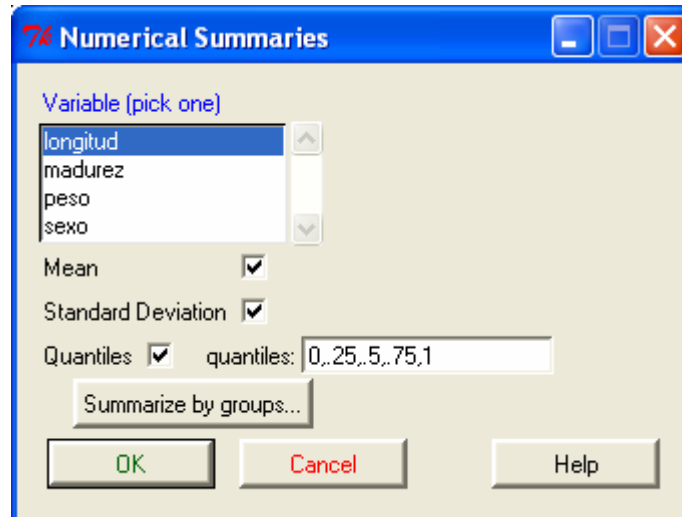 7k Numerical Summaries
Variable (pick one)
longitud
madurez
peso
sexo
Mean
Standard Deviation
Quantiles quantiles: 0,.25,.5,.75,1
Summarize by groups...
OK Cancel Help